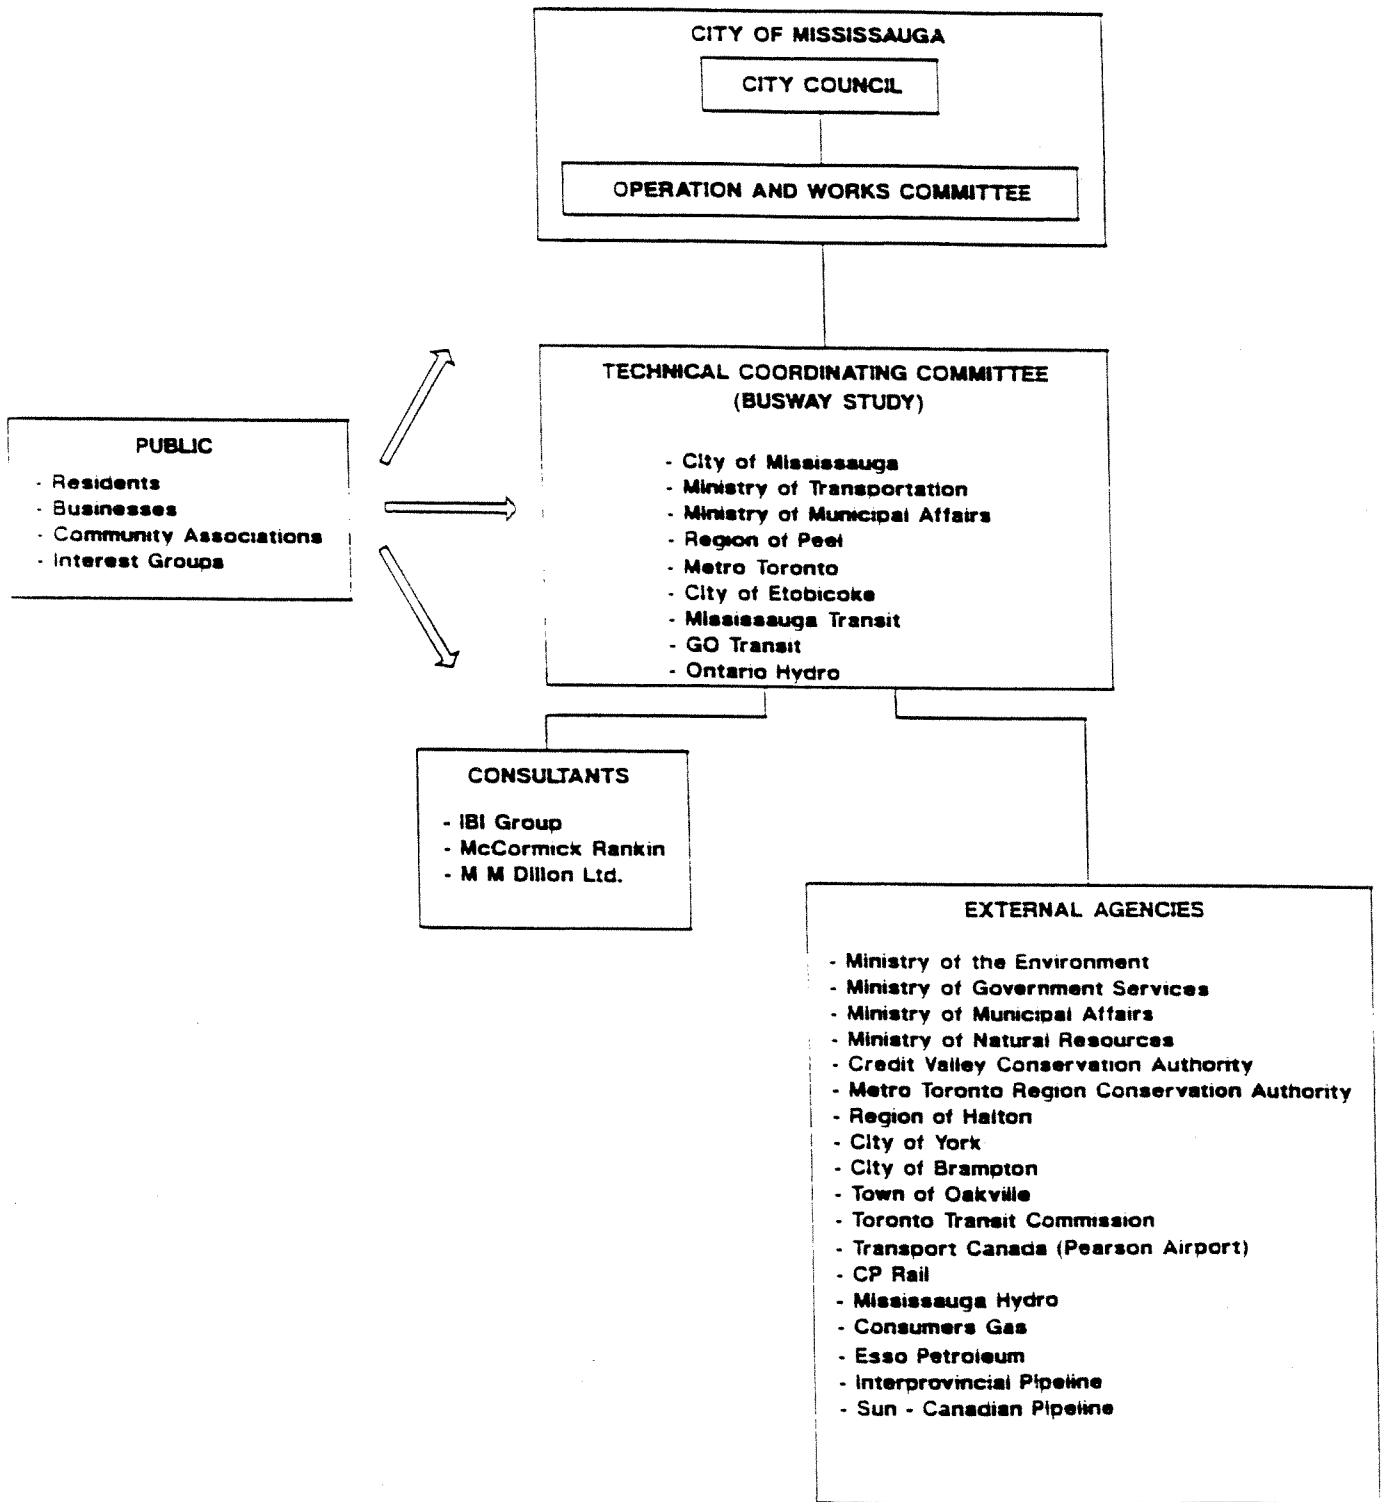 CITY OF MISSISSAUGA
CITY COUNCIL
OPERATION AND WORKS COMMITTEE
TECHNICAL COORDINATING COMMITTEE
(BUSWAY STUDY)
- City of Mississauga
- Ministry of Transportation
- Ministry of Municipal Affairs
- Region of Peel
- Metro Toronto
- City of Etobicoke
- Mississauga Transit
- GO Transit
- Ontario Hydro
PUBLIC
- Residents
- Businesses
- Community Associations
- Interest Groups
CONSULTANTS
- IBI Group
- McCormick Rankin
- M M Dillon Ltd.
EXTERNAL AGENCIES
- Ministry of the Environment
- Ministry of Government Services
- Ministry of Municipal Affairs
- Ministry of Natural Resources
- Credit Valley Conservation Authority
- Metro Toronto Region Conservation Authority
- Region of Halton
- City of York
- City of Brampton
- Town of Oakville
- Toronto Transit Commission
- Transport Canada (Pearson Airport)
- CP Rail
- Mississauga Hydro
- Consumers Gas
- Esso Petroleum
- Interprovincial Pipeline
- Sun - Canadian Pipeline